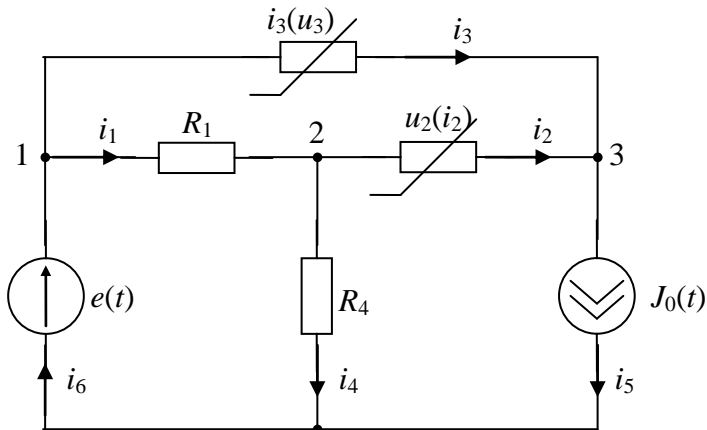 i₃(u₃)
i₃
i₁
R₁
2
u₂(i₂)
i₂
1
3
e(t)
R₄
J₀(t)
i₆
i₄
i₅